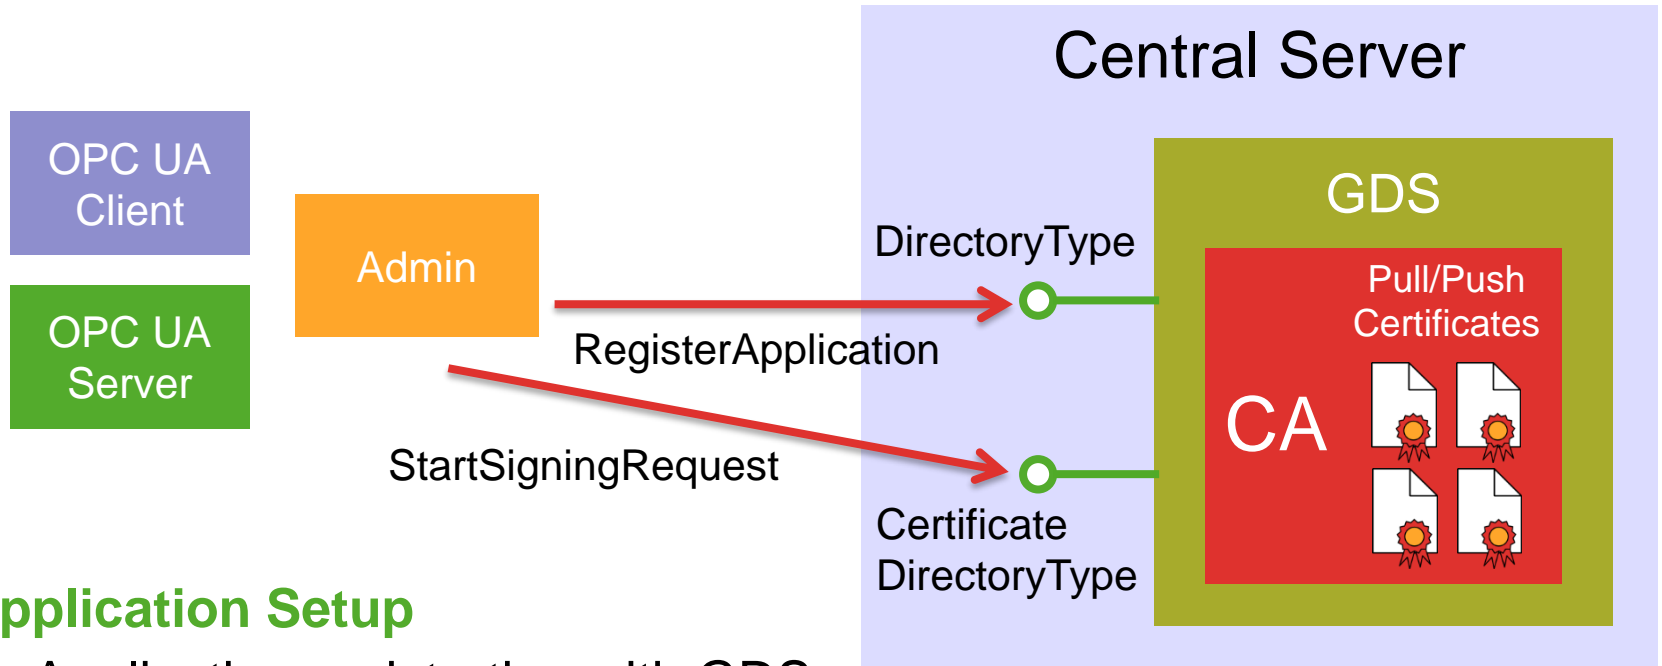 Central Server
OPC UA
Client
GDS
Admin
DirectoryType
Pull/Push
Certificates
OPC UA
Server
RegisterApplication
CA
StartSigningRequest
Certificate
DirectoryType
pplication Setup